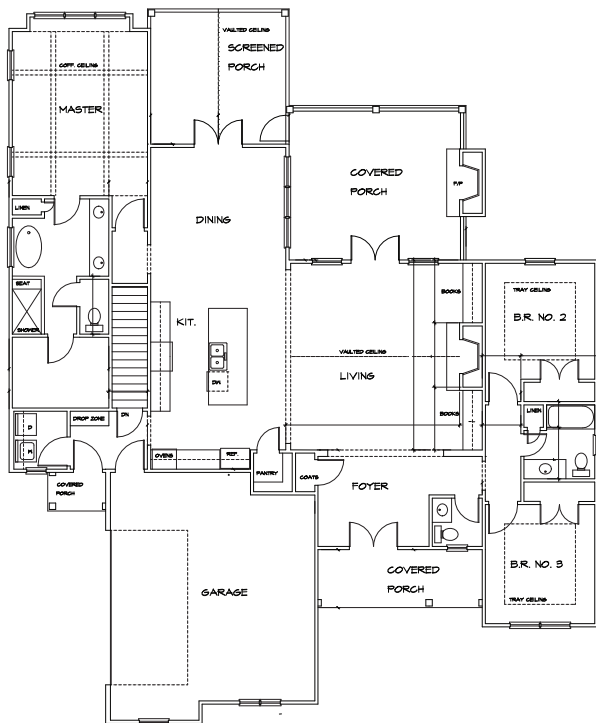 VAULTED CEILING
SCREENED
PORCH
COFF. CEILING
MASTER
COVERED
PORCH
F/P
LINEN
DINING
SEAT
SHOWER
KIT.
BOOKS
TRAY CEILING
B.R. NO. 2
VAULTED CEILING
LIVING
DW
BOOKS
LINEN
DROP ZONE
DN
D
W
OVENS
REF.
PANTRY
COATS
FOYER
COVERED
PORCH
COVERED
PORCH
GARAGE
B.R. NO. 3
TRAY CEILING